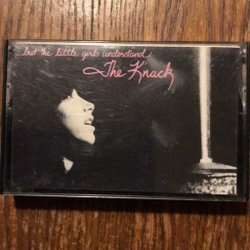 ...but the little girls understand
The Knack